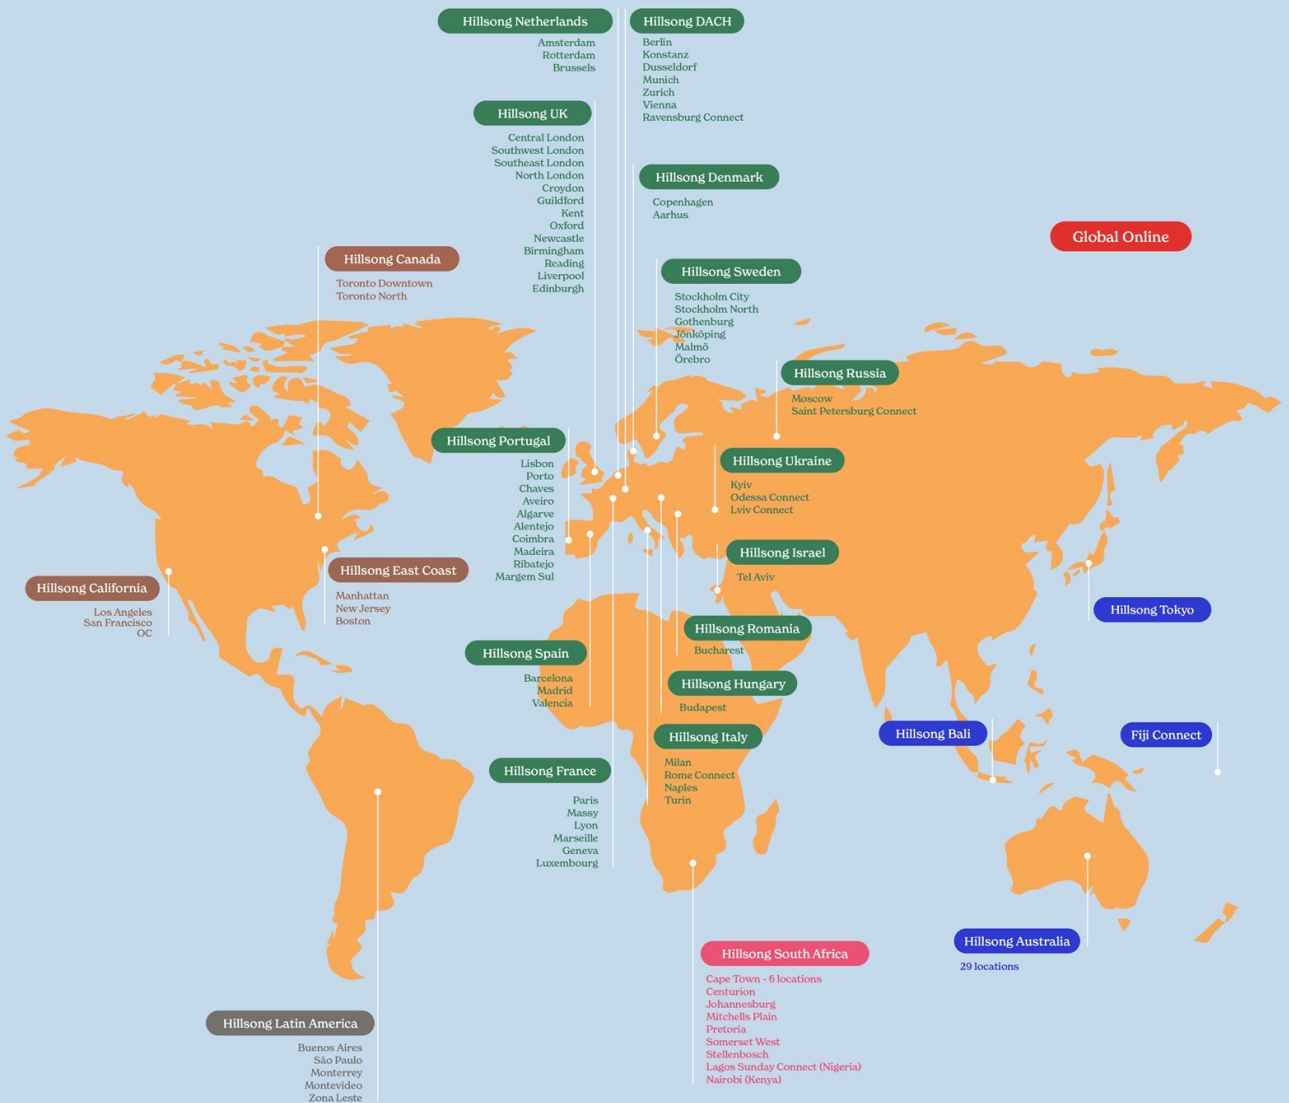 Hillsong Netherlands
Amsterdam
Rotterdam
Brussels
Hillsong DACH
Berlin
Konstanz
Dusseldorf
Munich
Zurich
Vienna
Ravensburg Connect
Hillsong UK
Central London
Southwest London
Southeast London
North London
Croydon
Guildford
Kent
Oxford
Newcastle
Birmingham
Reading
Liverpool
Edinburgh
Hillsong Denmark
Copenhagen
Aarhus
Global Online
Hillsong Canada
Toronto Downtown
Toronto North
Hillsong Sweden
Stockholm City
Stockholm North
Gothenburg
Jönköping
Malmö
Örebro
Hillsong Russia
Moscow
Saint Petersburg Connect
Hillsong Portugal
Lisbon
Porto
Chaves
Aveiro
Algarve
Alentejo
Coimbra
Madeira
Ribatejo
Margem Sul
Hillsong Ukraine
Kyiv
Odessa Connect
Lviv Connect
Hillsong Israel
Tel Aviv
Hillsong East Coast
Manhattan
New Jersey
Boston
Hillsong California
Los Angeles
San Francisco
OC
Hillsong Tokyo
Hillsong Romania
Bucharest
Hillsong Spain
Barcelona
Madrid
Valencia
Hillsong Hungary
Budapest
Hillsong Italy
Milan
Rome Connect
Naples
Turin
Hillsong Bali
Fiji Connect
Hillsong France
Paris
Massy
Lyon
Marseille
Geneva
Luxembourg
Hillsong Australia
29 locations
Hillsong South Africa
Cape Town - 6 locations
Centurion
Johannesburg
Mitchells Plain
Pretoria
Somerset West
Stellenbosch
Lagos Sunday Connect (Nigeria)
Nairobi (Kenya)
Hillsong Latin America
Buenos Aires
São Paulo
Monterrey
Montevideo
Zona Leste